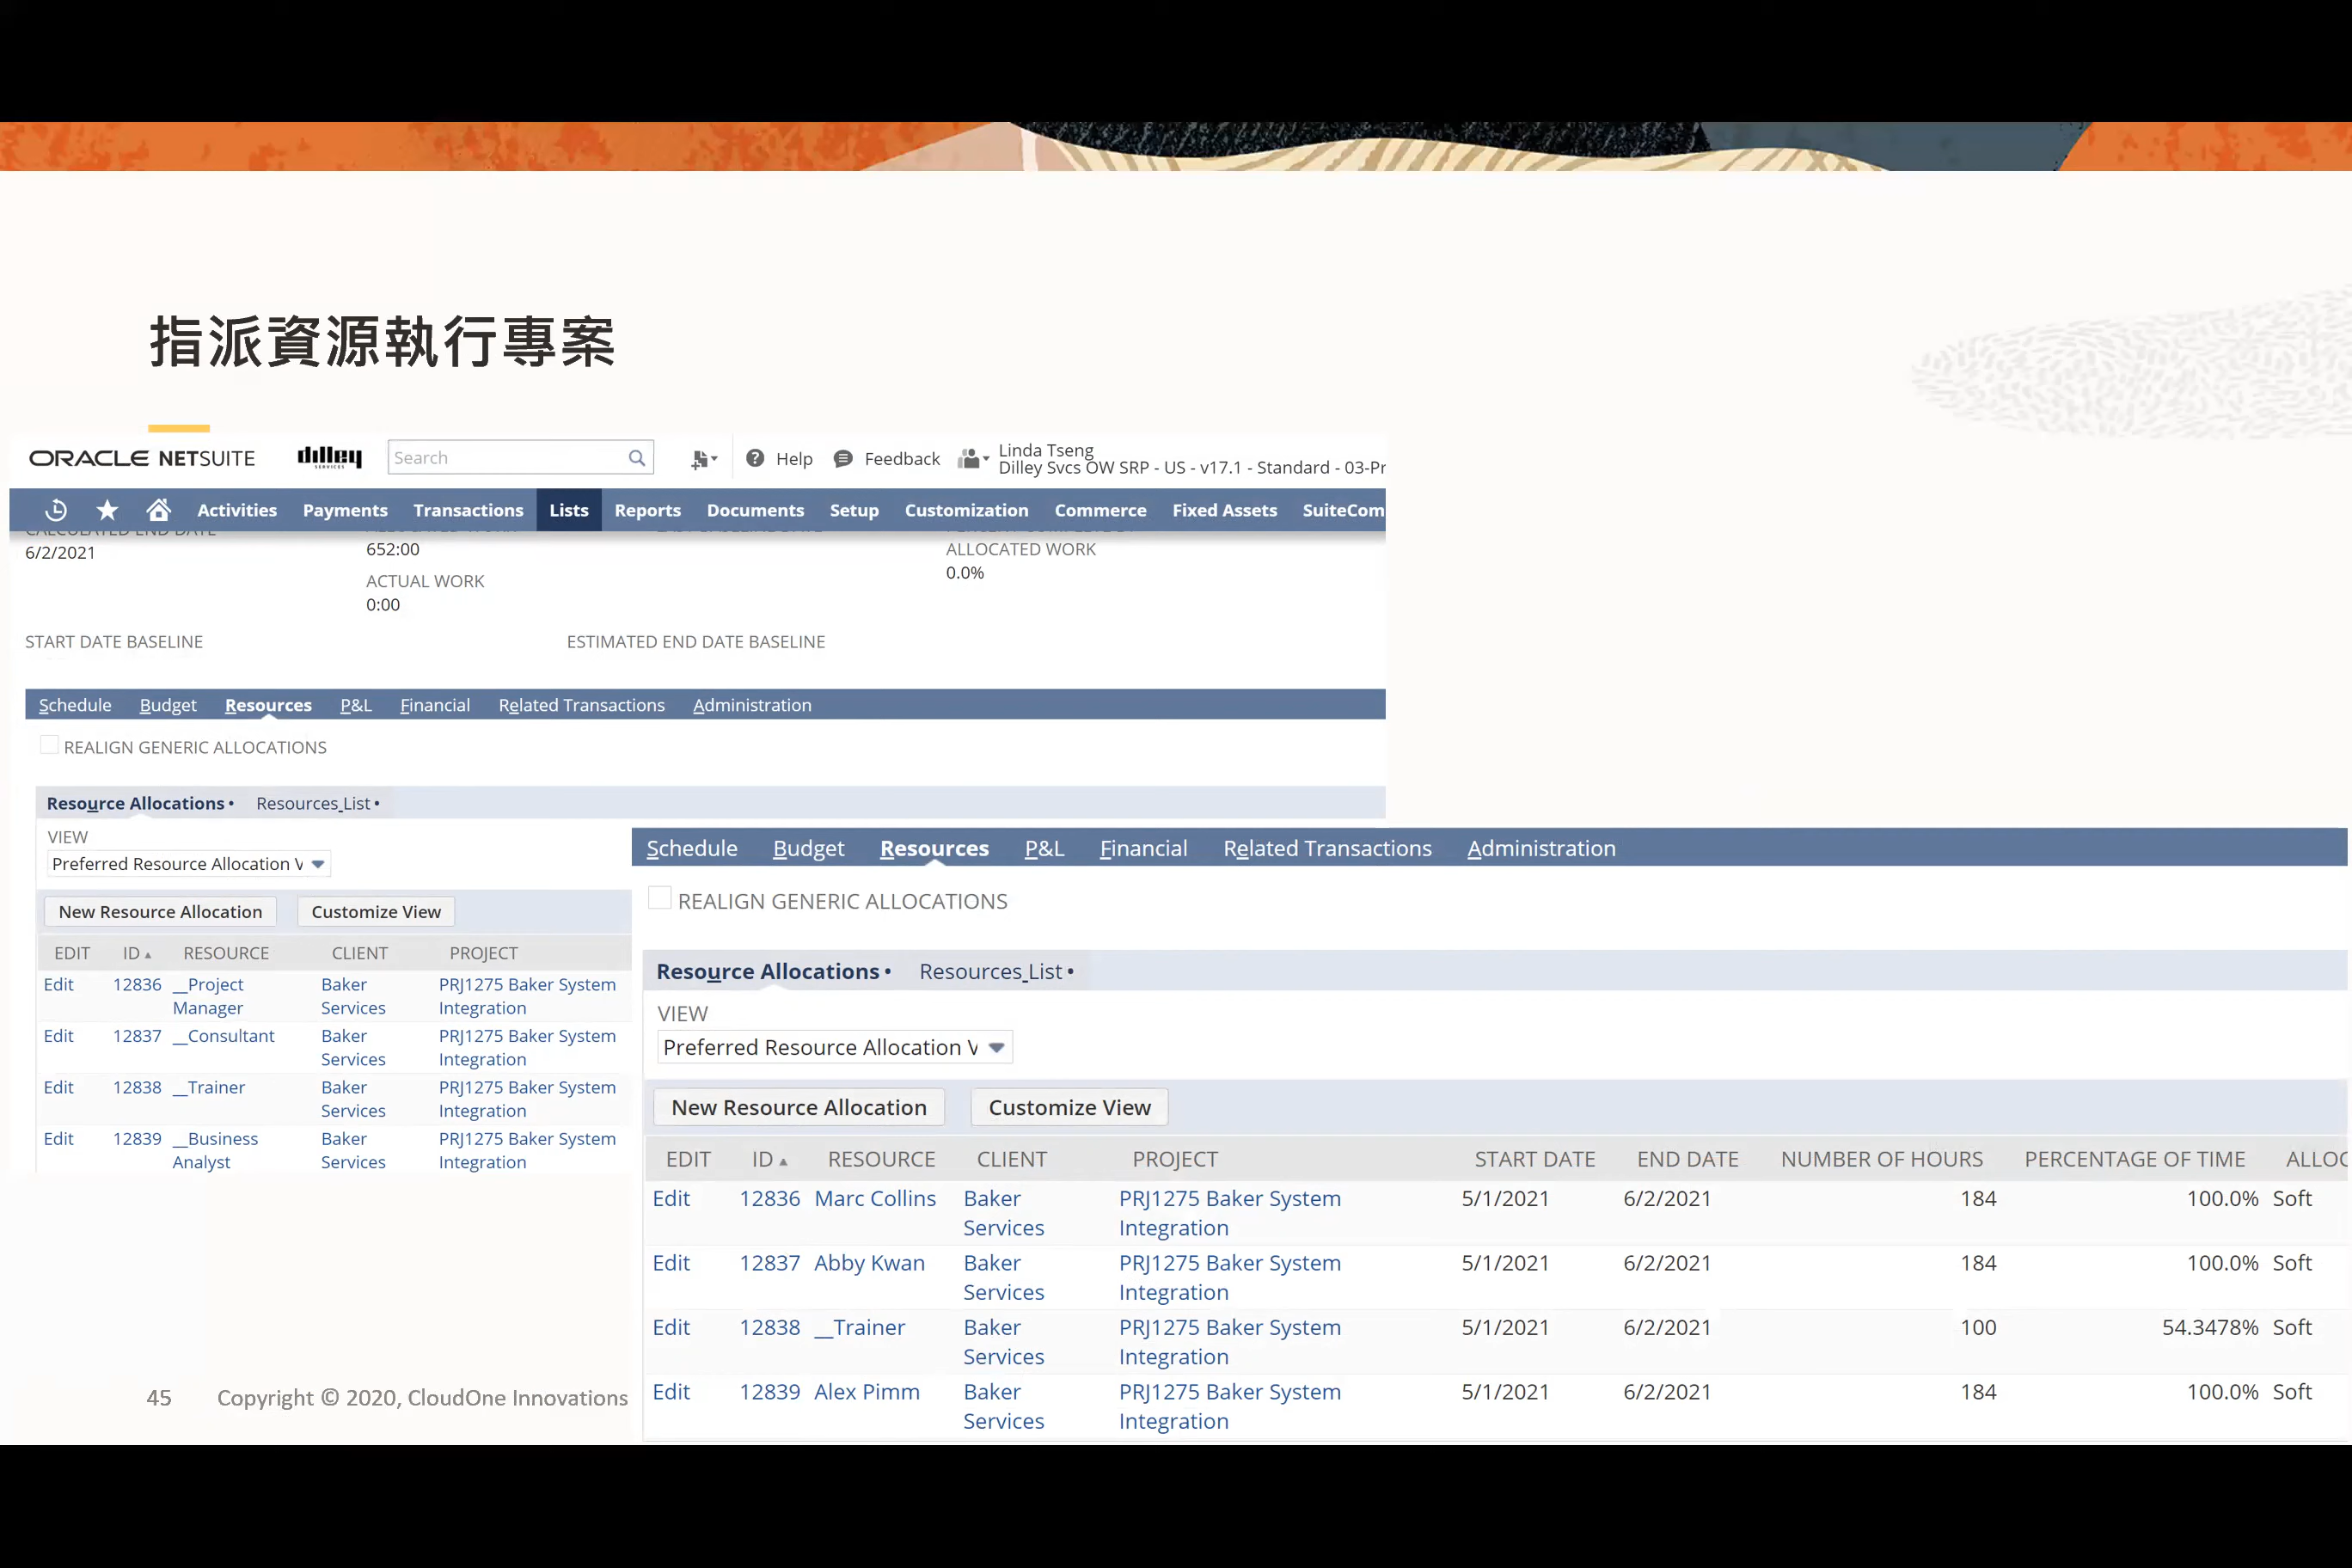 指派資源執行專案
ORACLE NETSUITE
dilley
SERVICES
Search
Help
Feedback
Linda Tseng
Dilley Svcs OW SRP - US - v17.1 - Standard - 03-Pr
Activities Payments Transactions Lists Reports Documents Setup Customization Commerce Fixed Assets SuiteCom
CALCULATED END DATE
6/2/2021
652:00
ALLOCATED WORK
0.0%
ACTUAL WORK
0:00
START DATE BASELINE
ESTIMATED END DATE BASELINE
Schedule Budget Resources P&L Financial Related Transactions Administration
REALIGN GENERIC ALLOCATIONS
Resource Allocations • Resources List •
VIEW
Preferred Resource Allocation V
New Resource Allocation Customize View
EDIT ID RESOURCE CLIENT PROJECT
Edit 12836 __Project Baker PRJ1275 Baker System
Manager Services Integration
Edit 12837 __Consultant Baker PRJ1275 Baker System
Services Integration
Edit 12838 __Trainer Baker PRJ1275 Baker System
Services Integration
Edit 12839 __Business Baker PRJ1275 Baker System
Analyst Services Integration
Schedule Budget Resources P&L Financial Related Transactions Administration
REALIGN GENERIC ALLOCATIONS
Resource Allocations • Resources List •
VIEW
Preferred Resource Allocation V
New Resource Allocation Customize View
EDIT ID RESOURCE CLIENT PROJECT START DATE END DATE NUMBER OF HOURS PERCENTAGE OF TIME ALLOC
Edit 12836 Marc Collins Baker PRJ1275 Baker System 5/1/2021 6/2/2021 184 100.0% Soft
Services Integration
Edit 12837 Abby Kwan Baker PRJ1275 Baker System 5/1/2021 6/2/2021 184 100.0% Soft
Services Integration
Edit 12838 __Trainer Baker PRJ1275 Baker System 5/1/2021 6/2/2021 100 54.3478% Soft
Services Integration
Edit 12839 Alex Pimm Baker PRJ1275 Baker System 5/1/2021 6/2/2021 184 100.0% Soft
Services Integration
45 Copyright © 2020, CloudOne Innovations